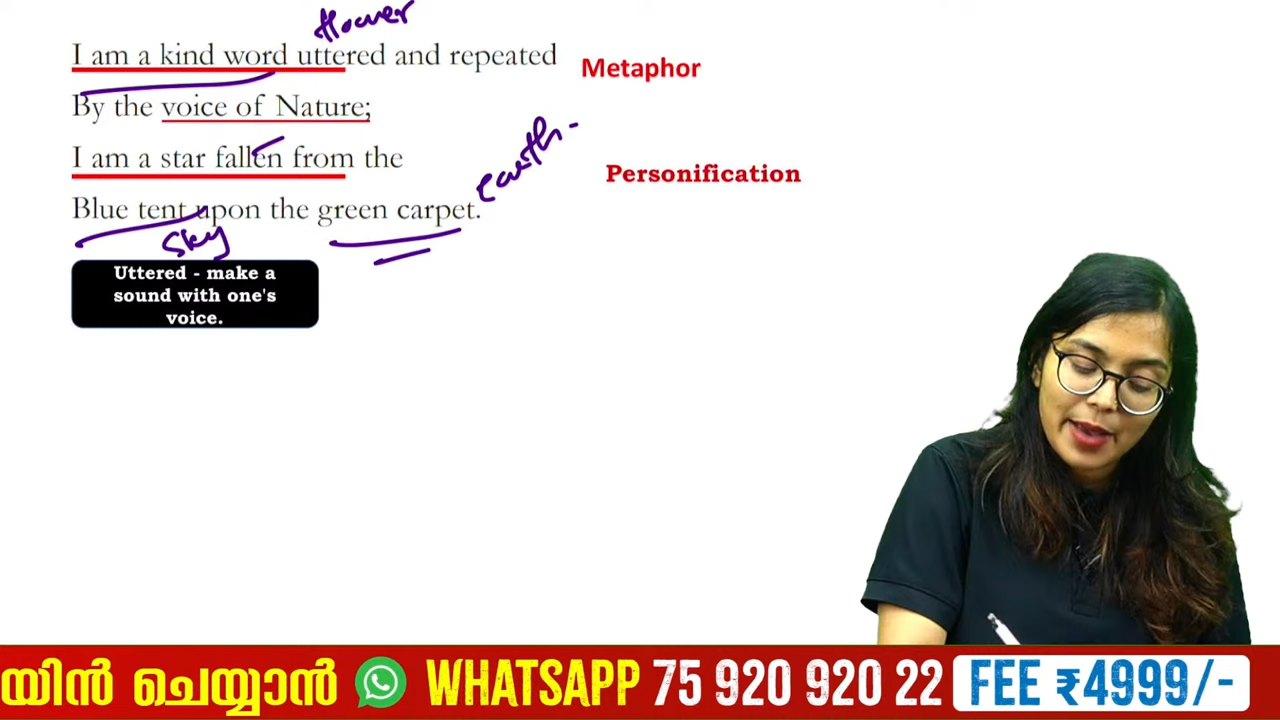 flower
I am a kind word uttered and repeated
Metaphor
By the voice of Nature;
I am a star fallen from the
earth-
Personification
Blue tent upon the green carpet.
sky
Uttered - make a
sound with one's
voice.
യിൻ ചെയ്യാൻ WHATSAPP 75 920 920 22 FEE ₹4999/-